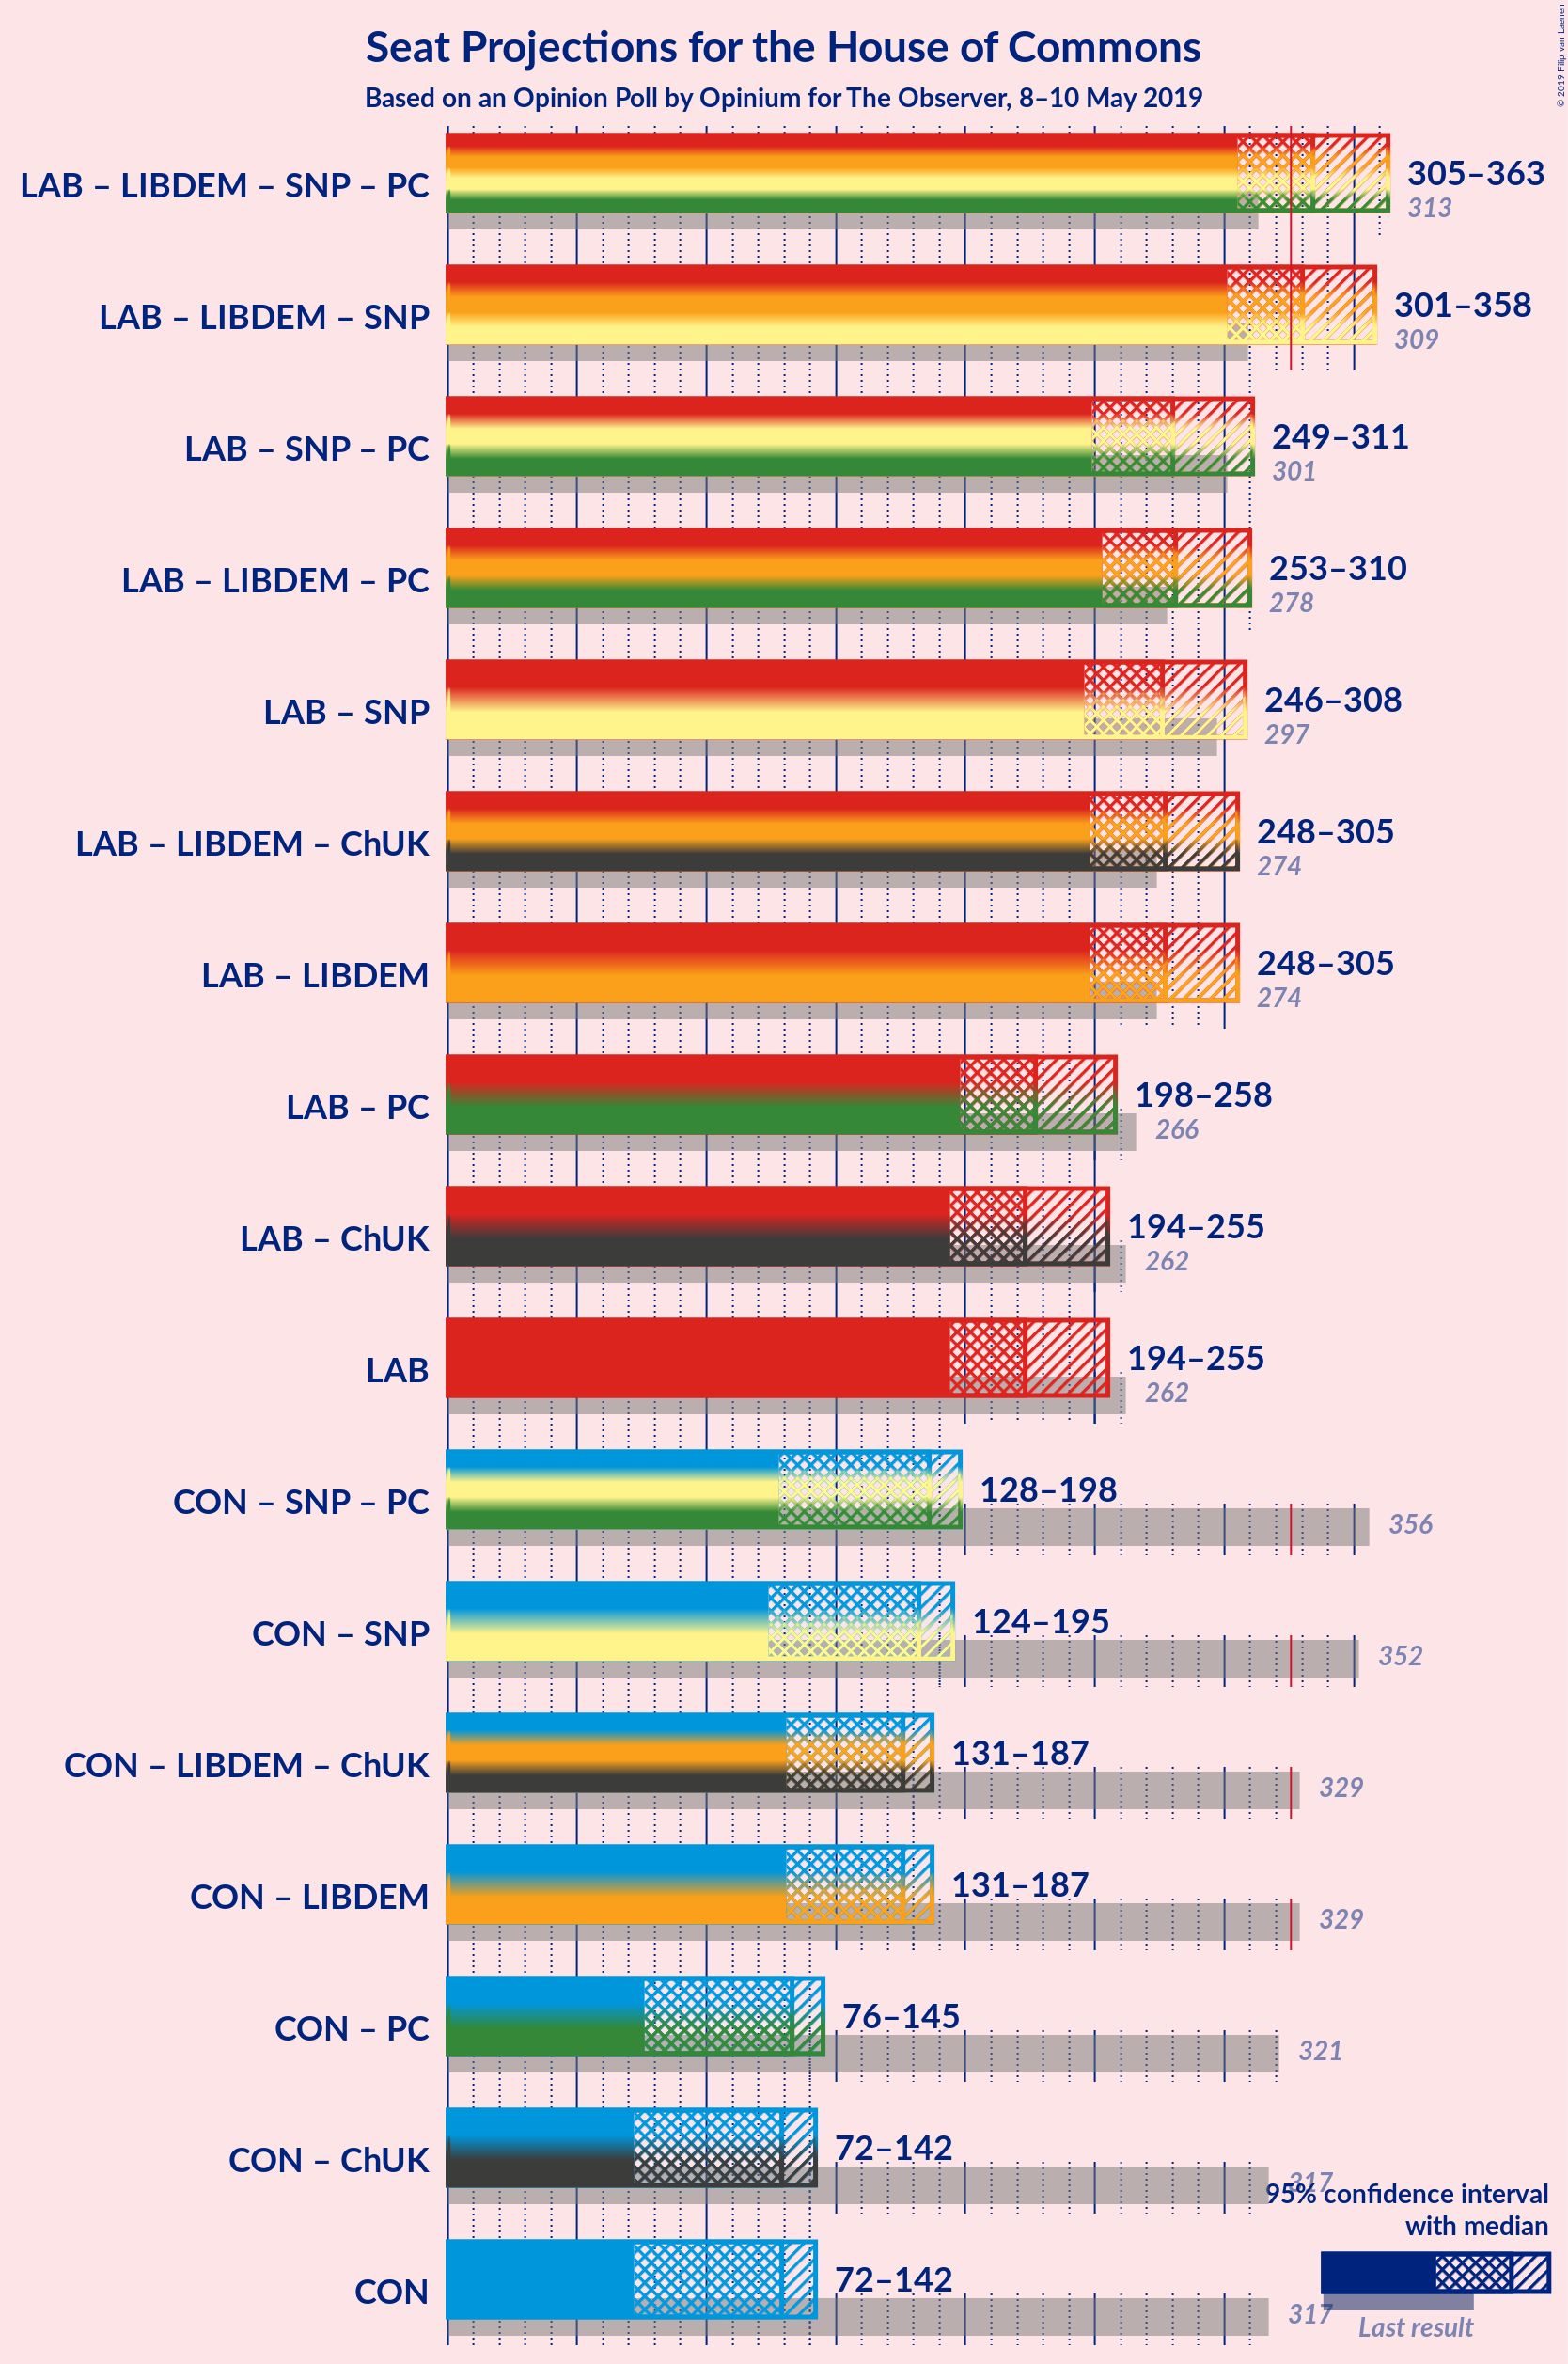 Seat Projections for the House of Commons
Based on an Opinion Poll by Opinium for The Observer, 8–10 May 2019
© 2019 Filip van Laenen
LAB – LIBDEM – SNP – PC
305–363
313
LAB – LIBDEM – SNP
301–358
309
LAB – SNP – PC
249–311
301
LAB – LIBDEM – PC
253–310
278
LAB – SNP
246–308
297
LAB – LIBDEM – ChUK
248–305
274
LAB – LIBDEM
248–305
274
LAB – PC
198–258
266
LAB – ChUK
194–255
262
LAB
194–255
262
CON – SNP – PC
128–198
356
CON – SNP
124–195
352
CON – LIBDEM – ChUK
131–187
329
CON – LIBDEM
131–187
329
CON – PC
76–145
321
CON – ChUK
72–142
317
CON
72–142
317
95% confidence interval
with median
Last result